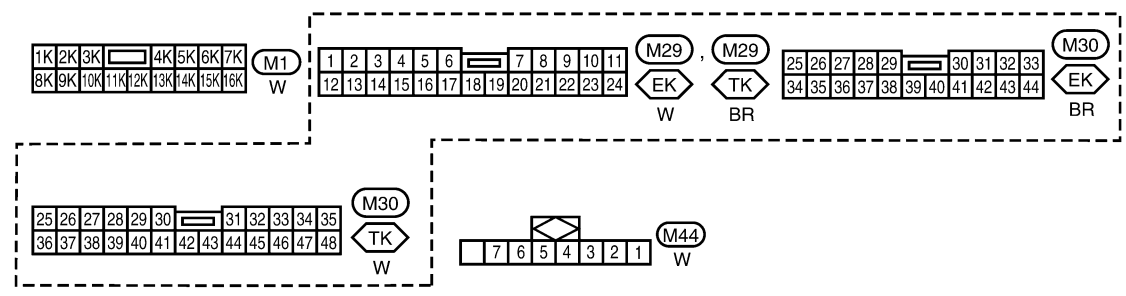 1K 2K 3K 4K 5K 6K 7K
8K 9K 10K 11K 12K 13K 14K 15K 16K
M1
W
1 2 3 4 5 6 7 8 9 10 11
12 13 14 15 16 17 18 19 20 21 22 23 24
M29 , M29
EK TK
W BR
25 26 27 28 29 30 31 32 33
34 35 36 37 38 39 40 41 42 43 44
M30
EK
BR
25 26 27 28 29 30 31 32 33 34 35
36 37 38 39 40 41 42 43 44 45 46 47 48
M30
TK
W
7 6 5 4 3 2 1
M44
W